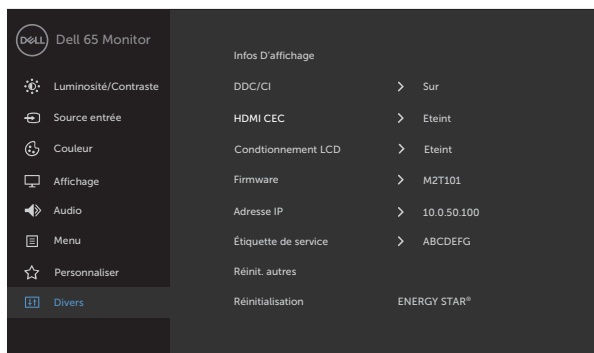 DELL Dell 65 Monitor
Infos D'affichage
Luminosité/Contraste DDC/CI Sur
Source entrée HDMI CEC Eteint
Couleur Condtionnement LCD Eteint
Affichage Firmware M2T101
Audio Adresse IP 10.0.50.100
Menu Étiquette de service ABCDEFG
Personnaliser Réinit. autres
Divers Réinitialisation ENERGY STAR®